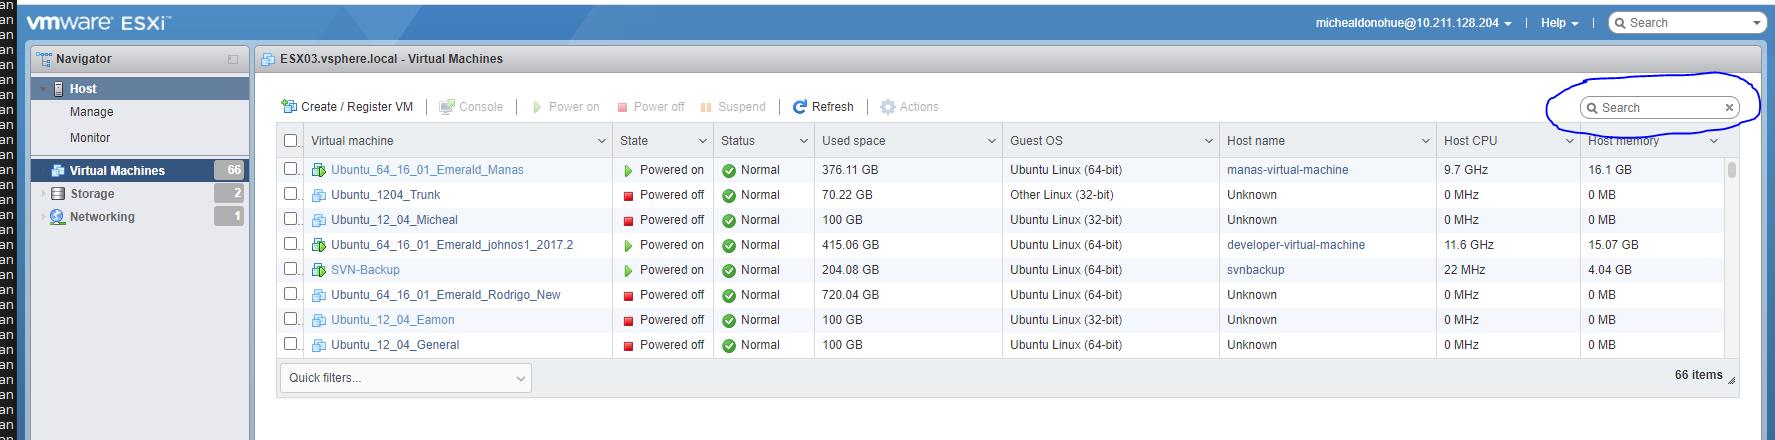 vmware ESXi™
michealdonohue@10.211.128.204 | Help | Search
Navigator
ESX03.vsphere.local - Virtual Machines
Host
Manage
Monitor
Virtual Machines 66
Storage 2
Networking 1
Create / Register VM | Console | Power on Power off Suspend | Refresh | Actions
Search
Virtual machine State Status Used space Guest OS Host name Host CPU Host memory
Ubuntu_64_16_01_Emerald_Manas Powered on Normal 376.11 GB Ubuntu Linux (64-bit) manas-virtual-machine 9.7 GHz 16.1 GB
Ubuntu_1204_Trunk Powered off Normal 70.22 GB Other Linux (32-bit) Unknown 0 MHz 0 MB
Ubuntu_12_04_Micheal Powered off Normal 100 GB Ubuntu Linux (32-bit) Unknown 0 MHz 0 MB
Ubuntu_64_16_01_Emerald_johnos1_2017.2 Powered on Normal 415.06 GB Ubuntu Linux (64-bit) developer-virtual-machine 11.6 GHz 15.07 GB
SVN-Backup Powered on Normal 204.08 GB Ubuntu Linux (64-bit) svnbackup 22 MHz 4.04 GB
Ubuntu_64_16_01_Emerald_Rodrigo_New Powered off Normal 720.04 GB Ubuntu Linux (64-bit) Unknown 0 MHz 0 MB
Ubuntu_12_04_Eamon Powered off Normal 100 GB Ubuntu Linux (32-bit) Unknown 0 MHz 0 MB
Ubuntu_12_04_General Powered off Normal 100 GB Ubuntu Linux (64-bit) Unknown 0 MHz 0 MB
Quick filters...
66 items